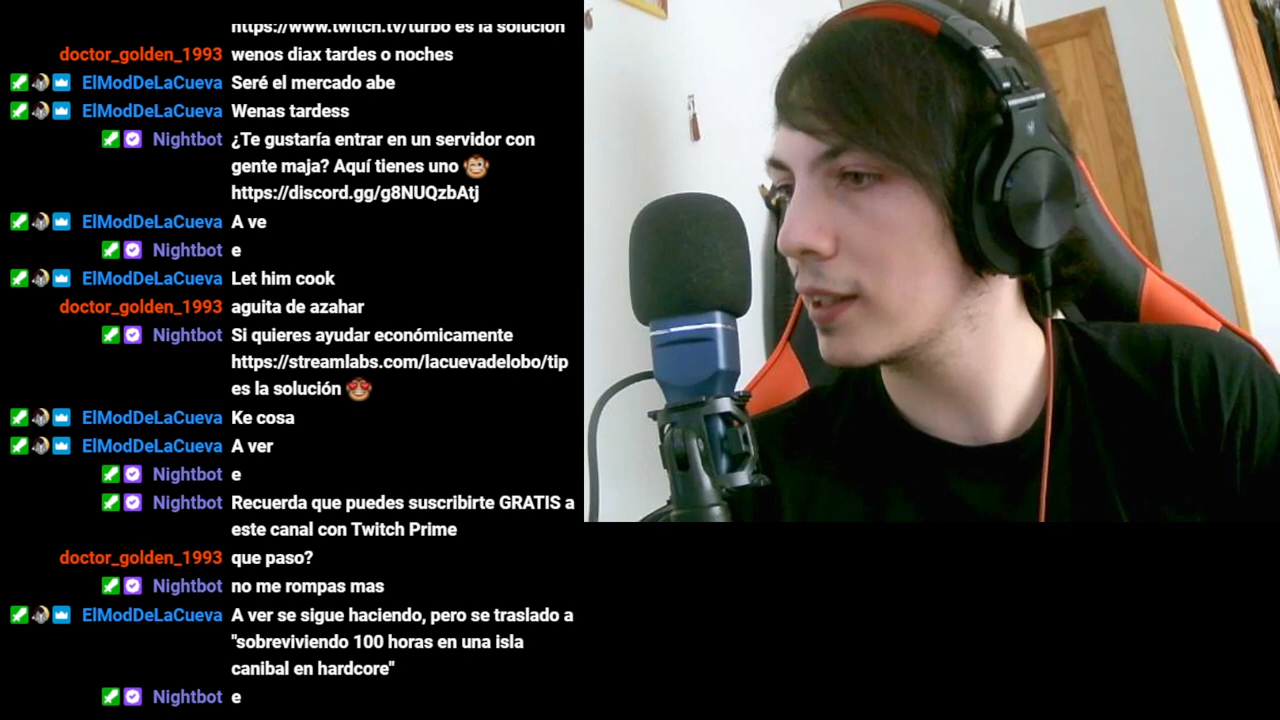 https://www.twitch.tv/turbo es la solución
doctor_golden_1993 wenos diax tardes o noches
ElModDeLaCueva Seré el mercado abe
ElModDeLaCueva Wenas tardess
Nightbot ¿Te gustaría entrar en un servidor con
gente maja? Aquí tienes uno
https://discord.gg/g8NUQzbAtj
ElModDeLaCueva A ve
Nightbot e
ElModDeLaCueva Let him cook
doctor_golden_1993 aguita de azahar
Nightbot Si quieres ayudar económicamente
https://streamlabs.com/lacuevadelobo/tip
es la solución
ElModDeLaCueva Ke cosa
ElModDeLaCueva A ver
Nightbot e
Nightbot Recuerda que puedes suscribirte GRATIS a
este canal con Twitch Prime
doctor_golden_1993 que paso?
Nightbot no me rompas mas
ElModDeLaCueva A ver se sigue haciendo, pero se traslado a
"sobreviviendo 100 horas en una isla
canibal en hardcore"
Nightbot e